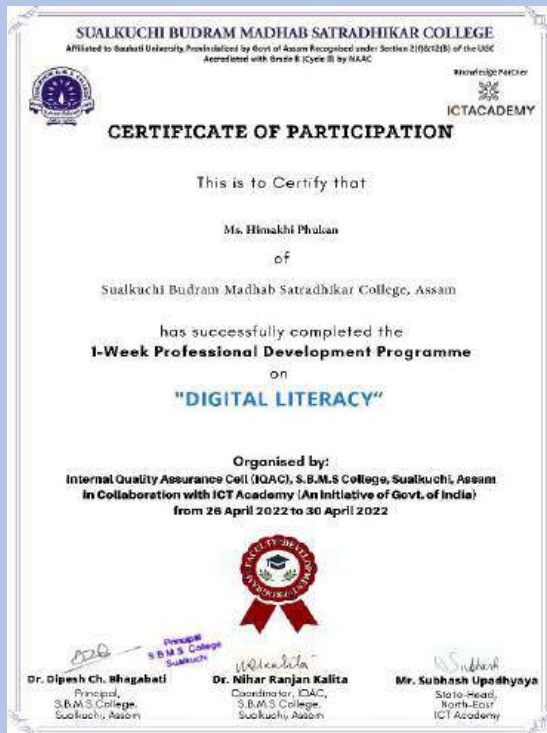 SUALKUCHI BUDRAM MADHAB SATRADHIKAR COLLEGE
Affiliated to Gauhati University, Provincialized by Govt of Assam Recognised under Section 2(f)&12(B) of the UGC
Accrediated with Grade B (Cycle II) by NAAC
Knowledge Partner
ICTACADEMY
CERTIFICATE OF PARTICIPATION
This is to Certify that
Ms. Himakhi Phukan
of
Sualkuchi Budram Madhab Satradhikar College, Assam
has successfully completed the
1-Week Professional Development Programme
on
"DIGITAL LITERACY"
Organised by:
Internal Quality Assurance Cell (IQAC), S.B.M.S College, Sualkuchi, Assam
in Collaboration with ICT Academy (An Initiative of Govt. of India)
from 26 April 2022 to 30 April 2022
FACULTY DEVELOPMENT PROGRAM
Principal
S.B.M.S College
Sualkuchi
Dr. Dipesh Ch. Bhagabati
Principal,
S.B.M.S College,
Sualkuchi, Assam
Dr. Nihar Ranjan Kalita
Coordinator, IQAC,
S.B.M.S College,
Sualkuchi, Assam
Mr. Subhash Upadhyaya
State-Head,
North-East
ICT Academy